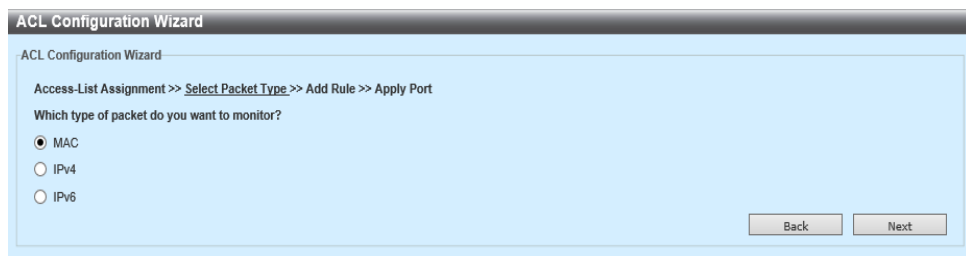 ACL Configuration Wizard
ACL Configuration Wizard
Access-List Assignment >> Select Packet Type >> Add Rule >> Apply Port
Which type of packet do you want to monitor?
MAC
IPv4
IPv6
Back Next